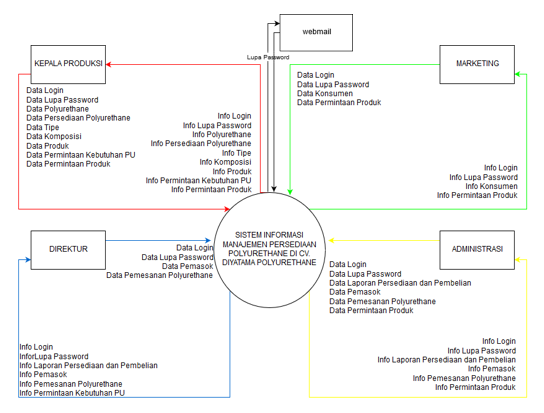 webmail
Lupa Password
KEPALA PRODUKSI
MARKETING
Data Login
Data Lupa Password
Data Polyurethane
Data Persediaan Polyurethane
Data Tipe
Data Komposisi
Data Produk
Data Permintaan Kebutuhan PU
Data Permintaan Produk
Info Login
Info Lupa Password
Info Polyurethane
Info Persediaan Polyurethane
Info Tipe
Info Komposisi
Info Produk
Info Permintaan Kebutuhan PU
Info Permintaan Produk
Data Login
Data Lupa Password
Data Konsumen
Data Permintaan Produk
Info Login
Info Lupa Password
Info Konsumen
Info Permintaan Produk
SISTEM INFORMASI
MANAJEMEN PERSEDIAAN
POLYURETHANE DI CV.
DIYATAMA POLYURETHANE
DIREKTUR
ADMINISTRASI
Data Login
Data Lupa Password
Data Pemasok
Data Pemesanan Polyurethane
Data Login
Data Lupa Password
Data Laporan Persediaan dan Pembelian
Data Pemasok
Data Pemesanan Polyurethane
Data Permintaan Produk
Info Login
InforLupa Password
Info Laporan Persediaan dan Pembelian
Info Pemasok
Info Pemesanan Polyurethane
Info Permintaan Kebutuhan PU
Info Login
Info Lupa Password
Info Laporan Persediaan dan Pembelian
Info Pemasok
Info Pemesanan Polyurethane
Info Permintaan Produk